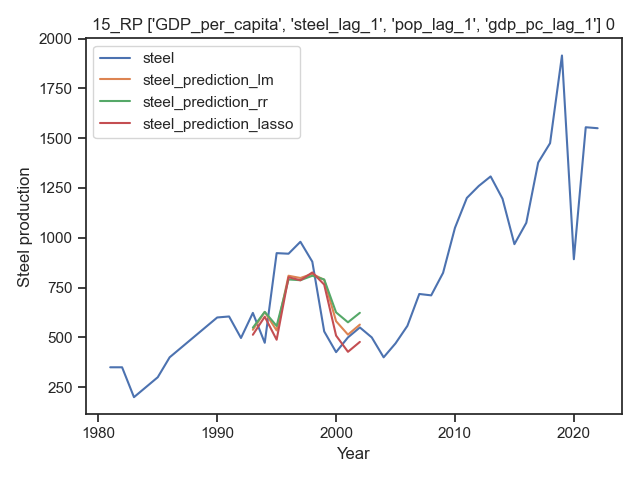 15_RP ['GDP_per_capita', 'steel_lag_1', 'pop_lag_1', 'gdp_pc_lag_1'] 0
steel
steel_prediction_lm
steel_prediction_rr
steel_prediction_lasso
Steel production
2000
1750
1500
1250
1000
750
500
250
1980 1990 2000 2010 2020
Year